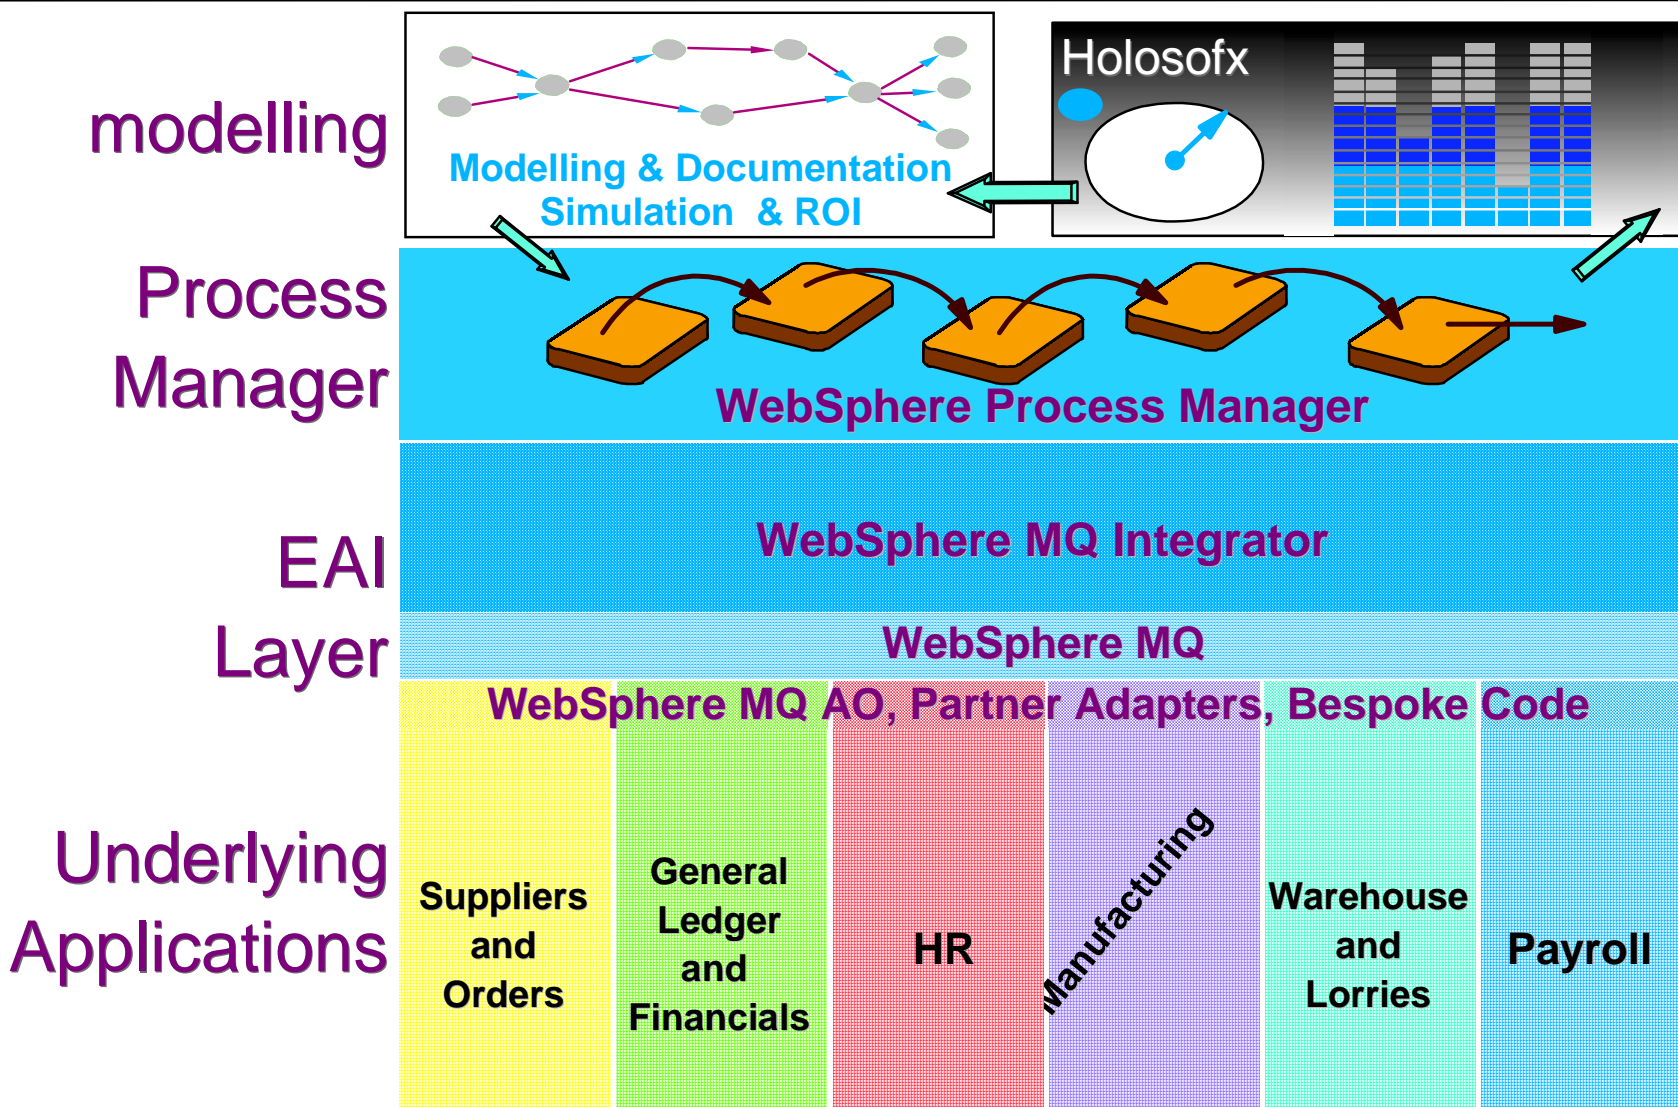 modelling
Modelling & Documentation
Simulation & ROI
Holosofx
Process
Manager
WebSphere Process Manager
EAI
Layer
WebSphere MQ Integrator
WebSphere MQ
WebSphere MQ AO, Partner Adapters, Bespoke Code
Underlying
Applications
Suppliers
and
Orders
General
Ledger
and
Financials
HR
Manufacturing
Warehouse
and
Lorries
Payroll